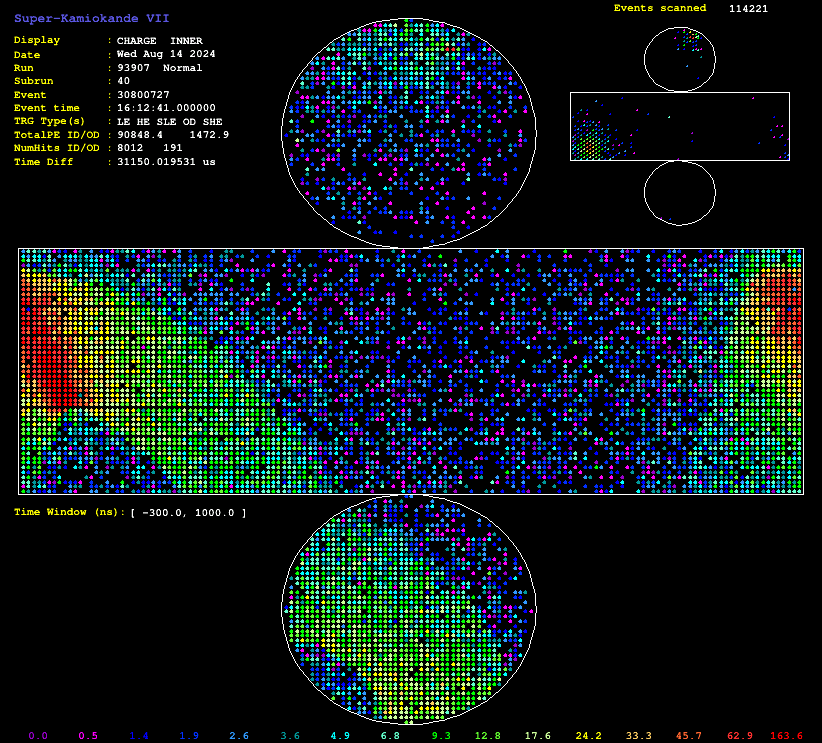 Super-Kamiokande VII
Events scanned 114221
Display : CHARGE INNER
Date : Wed Aug 14 2024
Run : 93907 Normal
Subrun : 40
Event : 30800727
Event time : 16:12:41.000000
TRG Type(s) : LE HE SLE OD SHE
TotalPE ID/OD : 90848.4 1472.9
NumHits ID/OD : 8012 191
Time Diff : 31150.019531 us
Time Window (ns): [ -300.0, 1000.0 ]
0.0 0.5 1.4 1.9 2.6 3.6 4.9 6.8 9.3 12.8 17.6 24.2 33.3 45.7 62.9 163.6